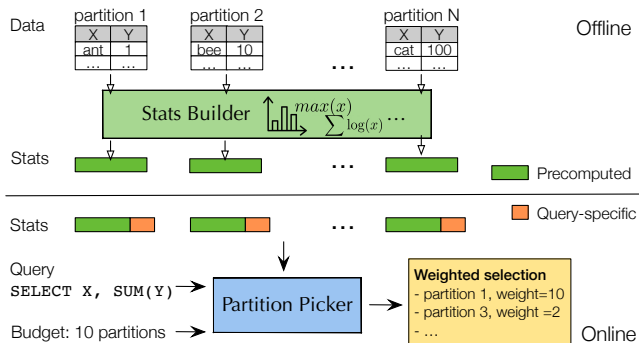 partition 1 partition 2 partition N
Data Offline
X Y X Y X Y
ant 1 bee 10 cat 100
... ... ... ... ... ... ...
Stats Builder max(x) ∑ log(x) ...
Stats ... Precomputed
Stats ... Query-specific
Query
SELECT X, SUM(Y)
Budget: 10 partitions
Partition Picker
Weighted selection
- partition 1, weight=10
- partition 3, weight =2
- ...
Online